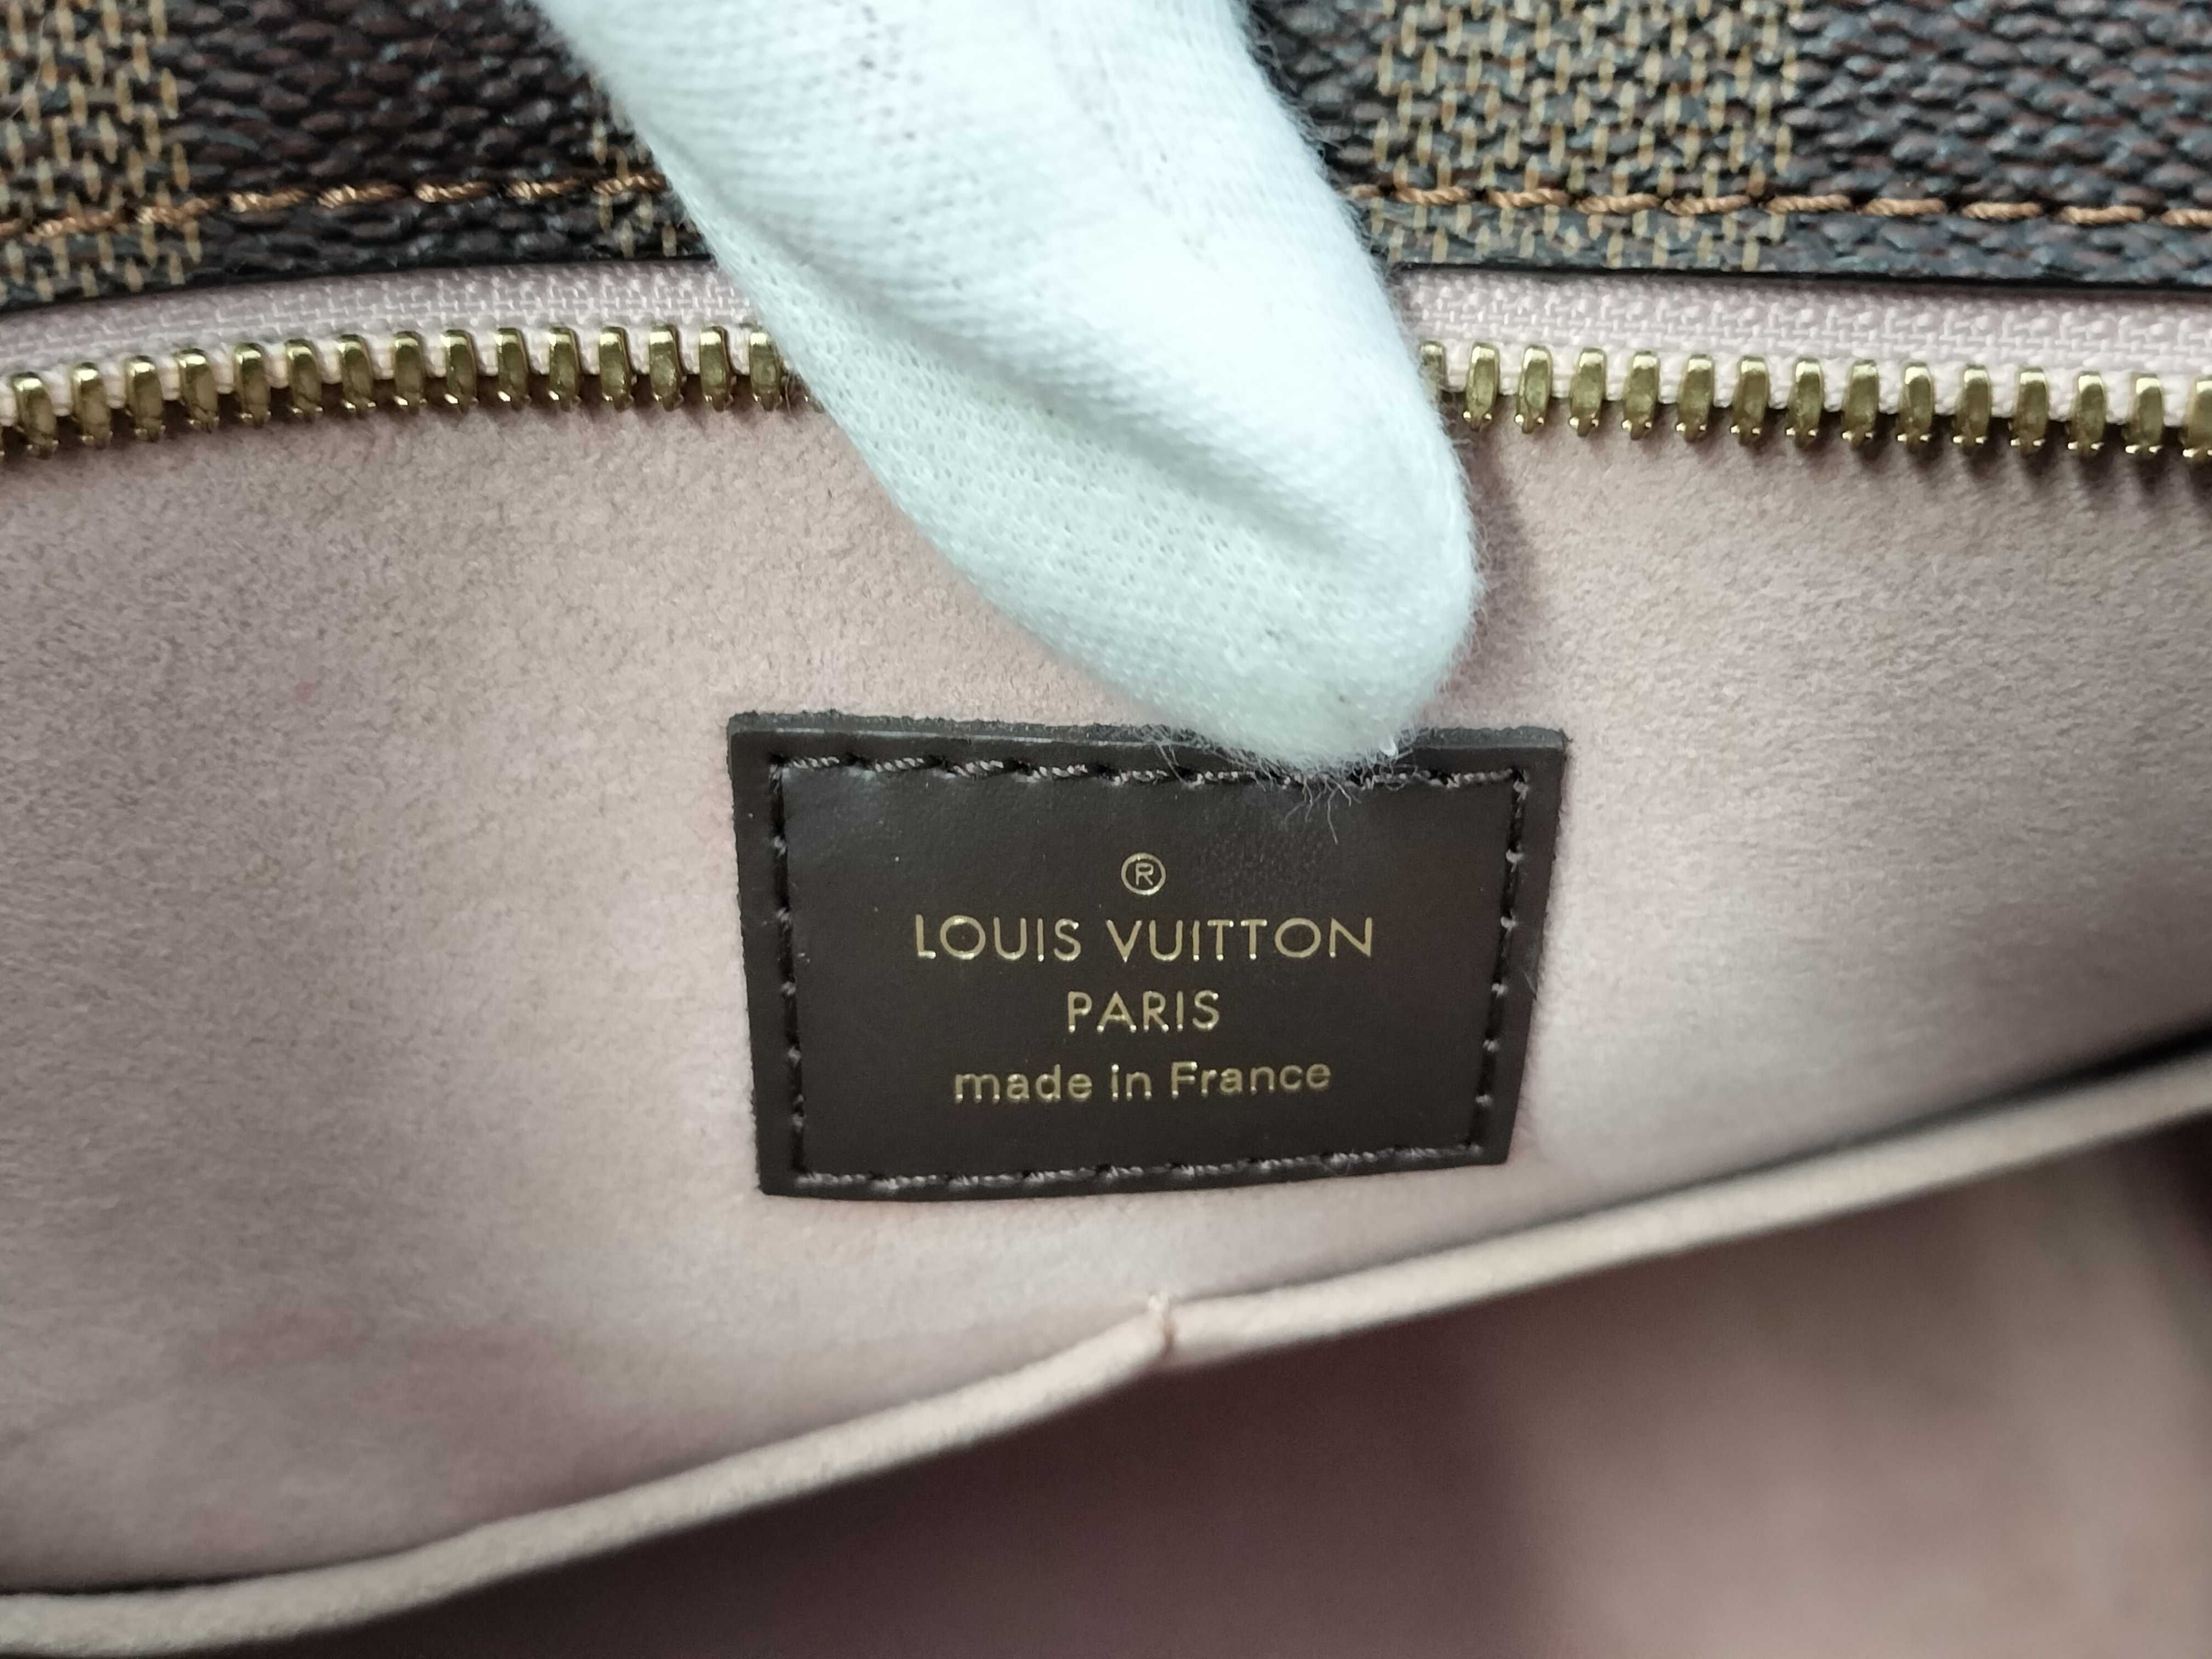 ®
LOUIS VUITTON
PARIS
made in France